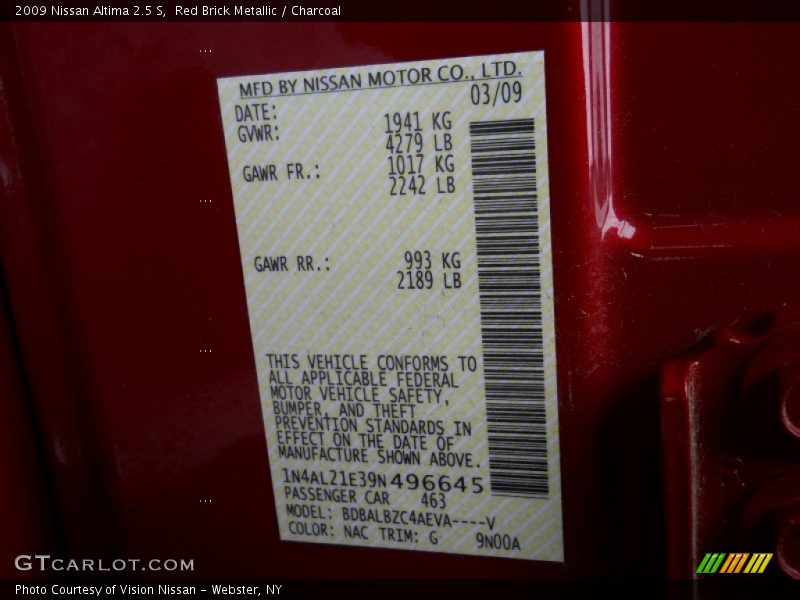 2009 Nissan Altima 2.5 S,  Red Brick Metallic / Charcoal
MFD BY NISSAN MOTOR CO., LTD.
DATE: 03/09
GVWR: 1941 KG
4279 LB
GAWR FR.: 1017 KG
2242 LB
GAWR RR.: 993 KG
2189 LB
THIS VEHICLE CONFORMS TO
ALL APPLICABLE FEDERAL
MOTOR VEHICLE SAFETY,
BUMPER, AND THEFT
PREVENTION STANDARDS IN
EFFECT ON THE DATE OF
MANUFACTURE SHOWN ABOVE.
1N4AL21E39N496645
PASSENGER CAR 463
MODEL: BDBALBZC4AEVA----V
COLOR: NAC TRIM: G 9N00A
GTCARLOT.COM
Photo Courtesy of Vision Nissan - Webster, NY